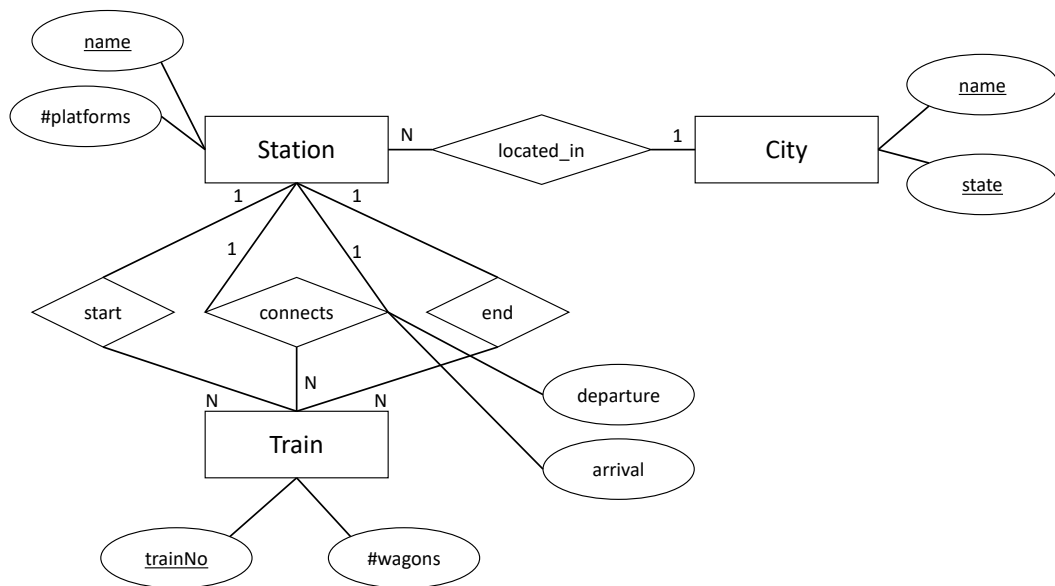 name
#platforms
Station
N
located_in
1
City
name
state
1
1
1
1
start
connects
end
departure
N
N
N
Train
arrival
trainNo
#wagons